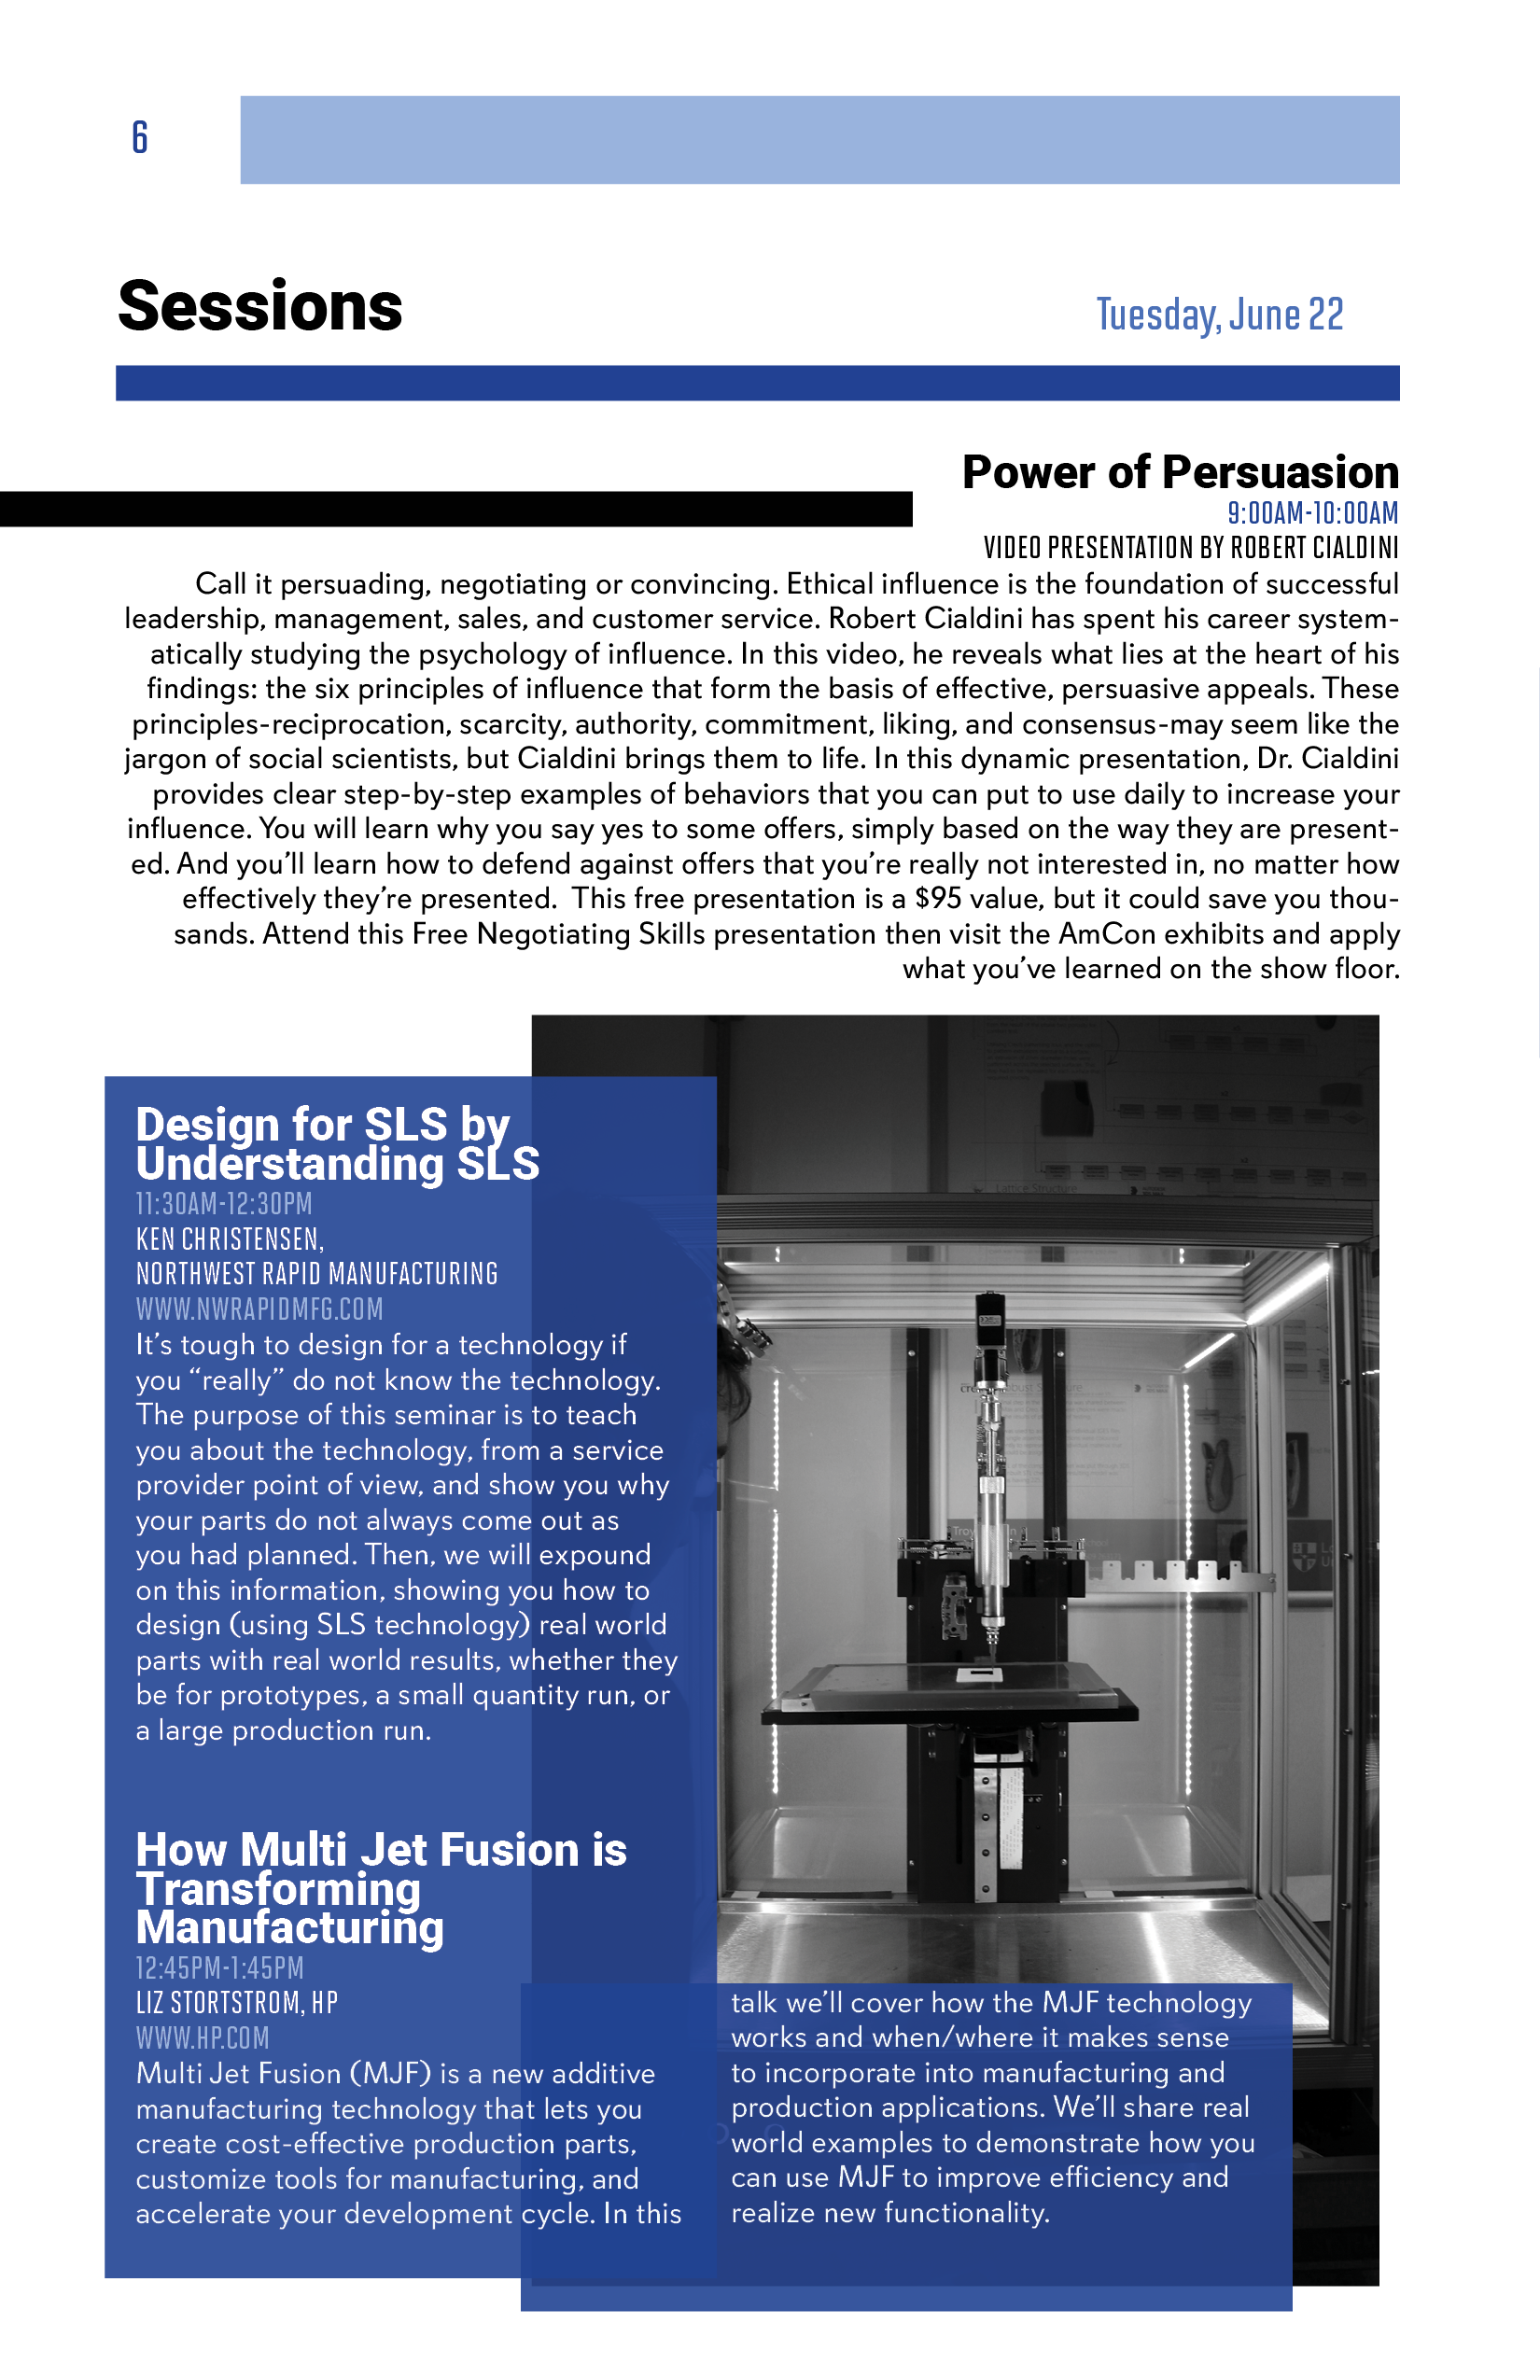 6
Sessions
Tuesday, June 22
Power of Persuasion
9:00AM-10:00AM
VIDEO PRESENTATION BY ROBERT CIALDINI
Call it persuading, negotiating or convincing. Ethical influence is the foundation of successful
leadership, management, sales, and customer service. Robert Cialdini has spent his career system-
atically studying the psychology of influence. In this video, he reveals what lies at the heart of his
findings: the six principles of influence that form the basis of effective, persuasive appeals. These
principles-reciprocation, scarcity, authority, commitment, liking, and consensus-may seem like the
jargon of social scientists, but Cialdini brings them to life. In this dynamic presentation, Dr. Cialdini
provides clear step-by-step examples of behaviors that you can put to use daily to increase your
influence. You will learn why you say yes to some offers, simply based on the way they are present-
ed. And you’ll learn how to defend against offers that you’re really not interested in, no matter how
effectively they’re presented.  This free presentation is a $95 value, but it could save you thou-
sands. Attend this Free Negotiating Skills presentation then visit the AmCon exhibits and apply
what you’ve learned on the show floor.
Design for SLS by
Understanding SLS
11:30AM-12:30PM
KEN CHRISTENSEN,
NORTHWEST RAPID MANUFACTURING
WWW.NWRAPIDMFG.COM
It’s tough to design for a technology if
you “really” do not know the technology.
The purpose of this seminar is to teach
you about the technology, from a service
provider point of view, and show you why
your parts do not always come out as
you had planned. Then, we will expound
on this information, showing you how to
design (using SLS technology) real world
parts with real world results, whether they
be for prototypes, a small quantity run, or
a large production run.
How Multi Jet Fusion is
Transforming
Manufacturing
12:45PM-1:45PM
LIZ STORTSTROM, HP
WWW.HP.COM
Multi Jet Fusion (MJF) is a new additive
manufacturing technology that lets you
create cost-effective production parts,
customize tools for manufacturing, and
accelerate your development cycle. In this
talk we’ll cover how the MJF technology
works and when/where it makes sense
to incorporate into manufacturing and
production applications. We’ll share real
world examples to demonstrate how you
can use MJF to improve efficiency and
realize new functionality.
Lattice Structure